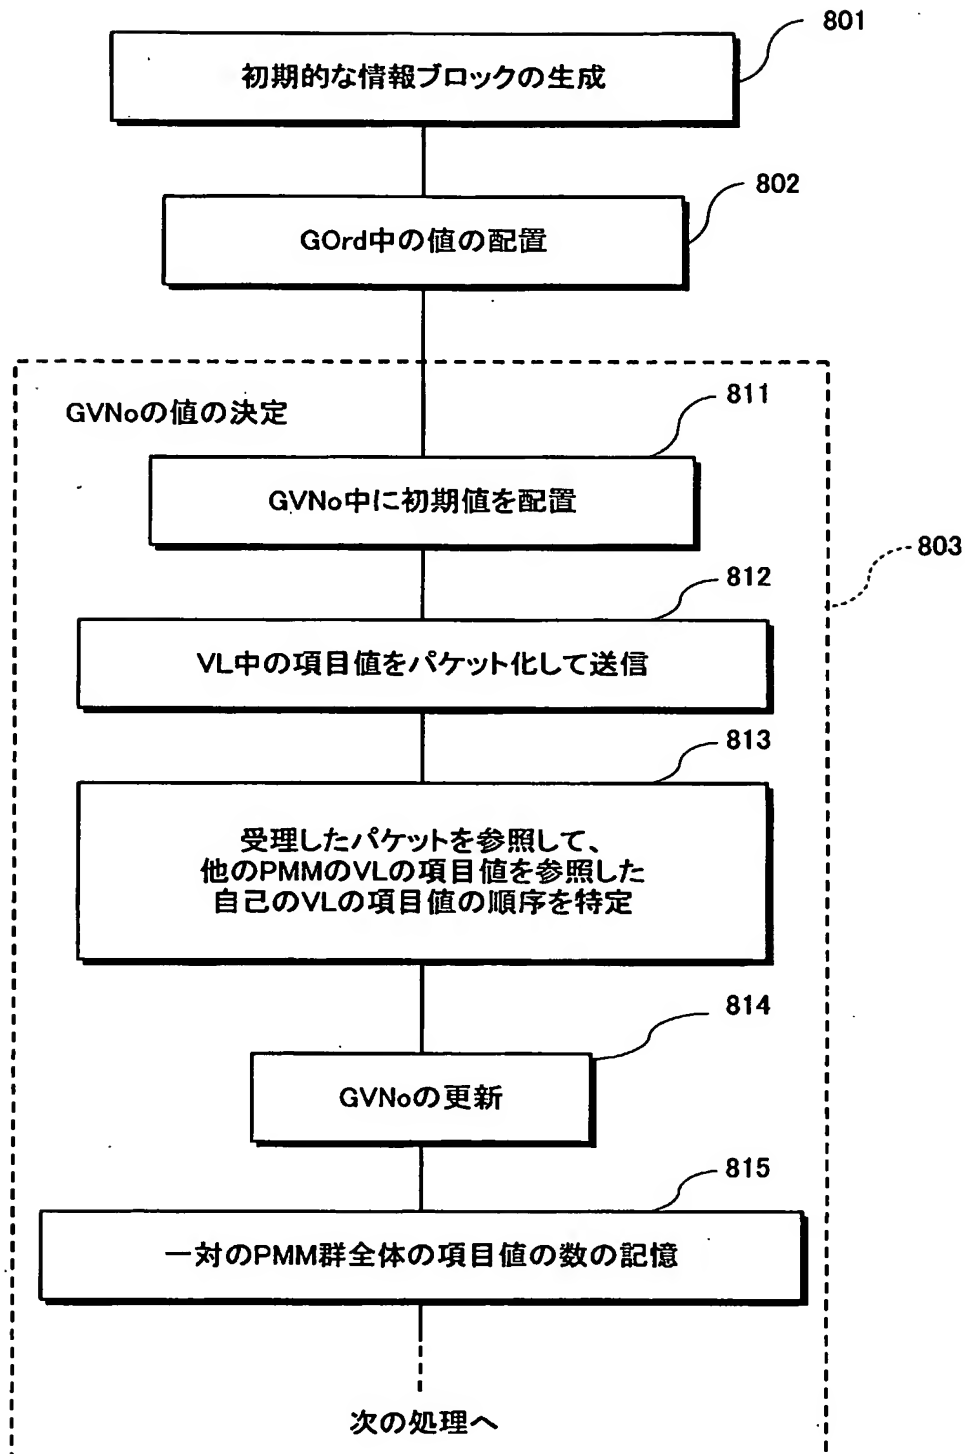 801
初期的な情報ブロックの生成
802
GOrd中の値の配置
GVNoの値の決定
811
GVNo中に初期値を配置
803
812
VL中の項目値をパケット化して送信
813
受理したパケットを参照して、
他のPMMのVLの項目値を参照した
自己のVLの項目値の順序を特定
814
GVNoの更新
815
一対のPMM群全体の項目値の数の記憶
次の処理へ